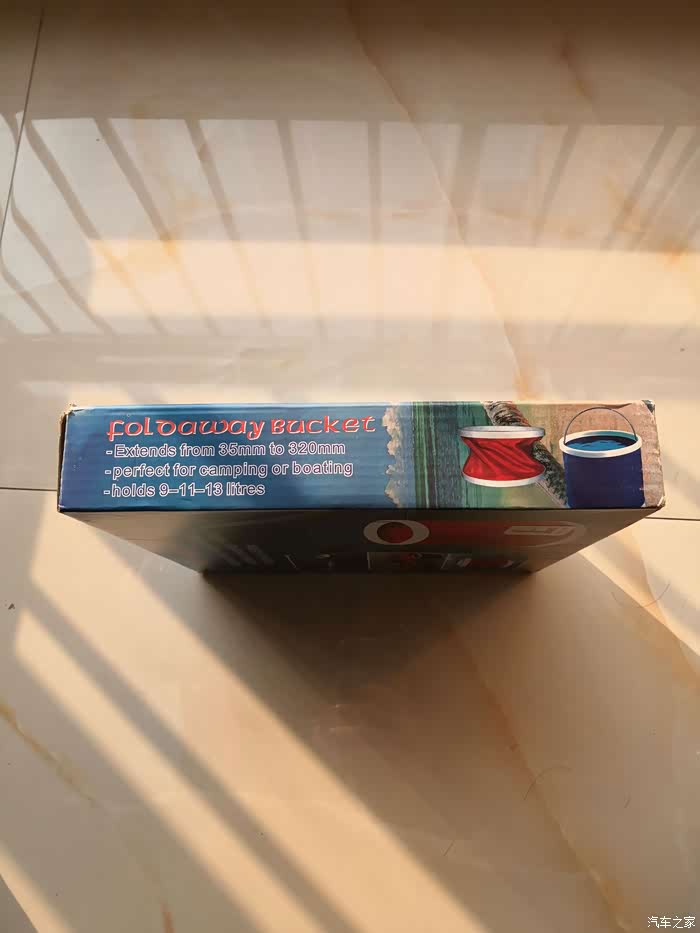 Foldaway Bucket
-Extends from 35mm to 320mm
-perfect for camping or boating
-holds 9–11–13 litres
汽车之家